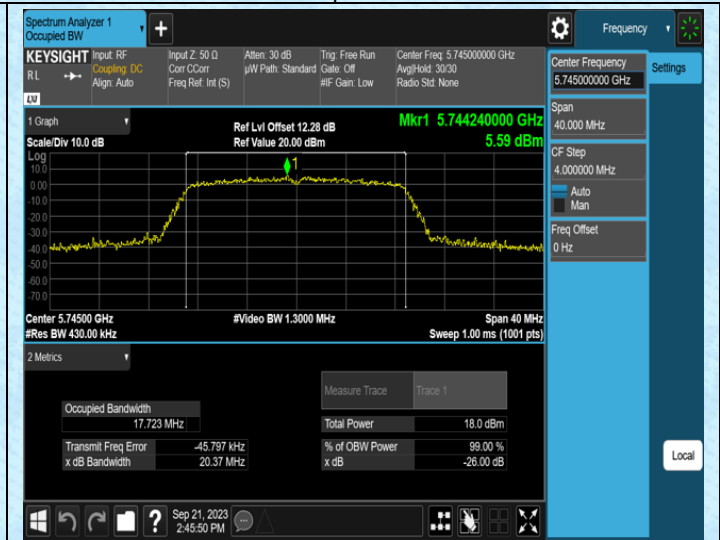 Spectrum Analyzer 1
Occupied BW
+
Frequency
KEYSIGHT
RL
LXI
Input: RF
Coupling: DC
Align: Auto
Input Z: 50 Ω
Corr CCorr
Freq Ref: Int (S)
Atten: 30 dB
µW Path: Standard
Trig: Free Run
Gate: Off
#IF Gain: Low
Center Freq: 5.745000000 GHz
Avg|Hold: 30/30
Radio Std: None
Center Frequency
5.745000000 GHz
Settings
Span
40.000 MHz
CF Step
4.000000 MHz
Auto
Man
Freq Offset
0 Hz
Local
1 Graph
Scale/Div 10.0 dB
Ref Lvl Offset 12.28 dB
Ref Value 20.00 dBm
Mkr1 5.744240000 GHz
5.59 dBm
Log
10.0
0.00
-10.0
-20.0
-30.0
-40.0
-50.0
-60.0
-70.0
1
Center 5.74500 GHz
#Video BW 1.3000 MHz
Span 40 MHz
#Res BW 430.00 kHz
Sweep 1.00 ms (1001 pts)
2 Metrics
Measure Trace Trace 1
Occupied Bandwidth
17.723 MHz
Total Power 18.0 dBm
Transmit Freq Error -45.797 kHz
% of OBW Power 99.00 %
x dB Bandwidth 20.37 MHz
x dB -26.00 dB
?
Sep 21, 2023
2:45:50 PM